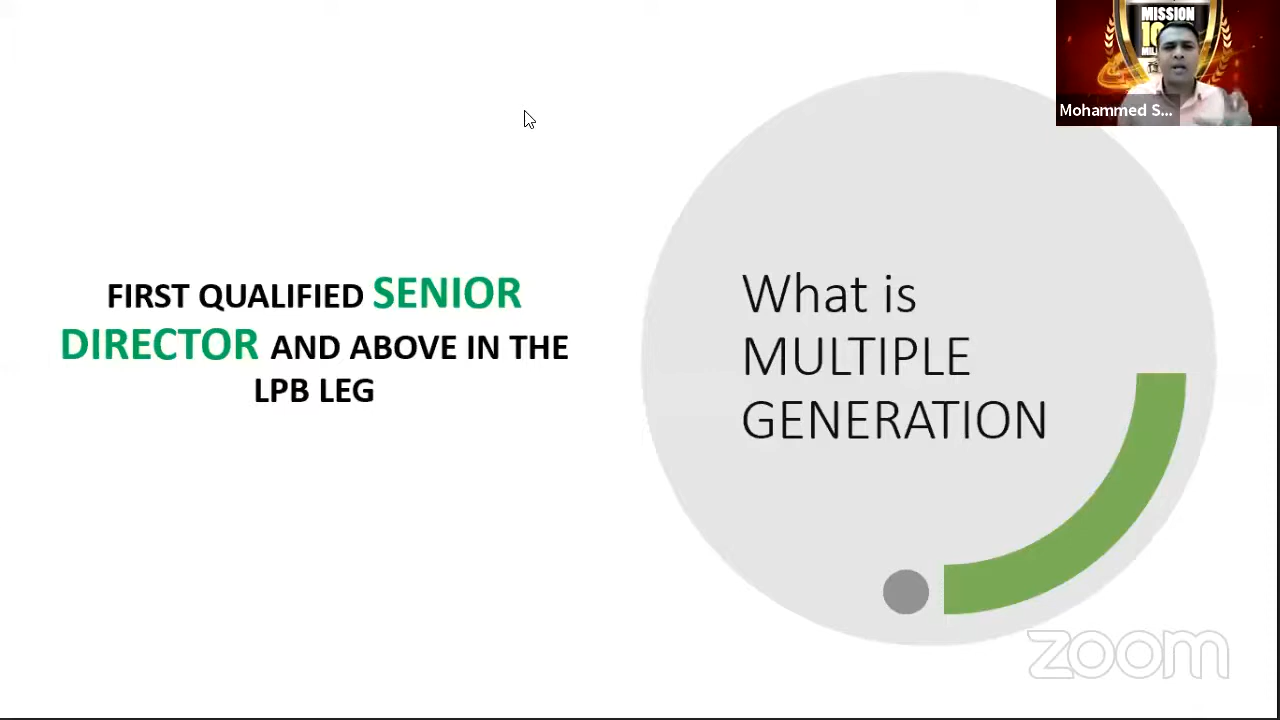 FIRST QUALIFIED SENIOR
DIRECTOR AND ABOVE IN THE
LPB LEG
What is
MULTIPLE
GENERATION
MISSION
Mohammed S...
zoom